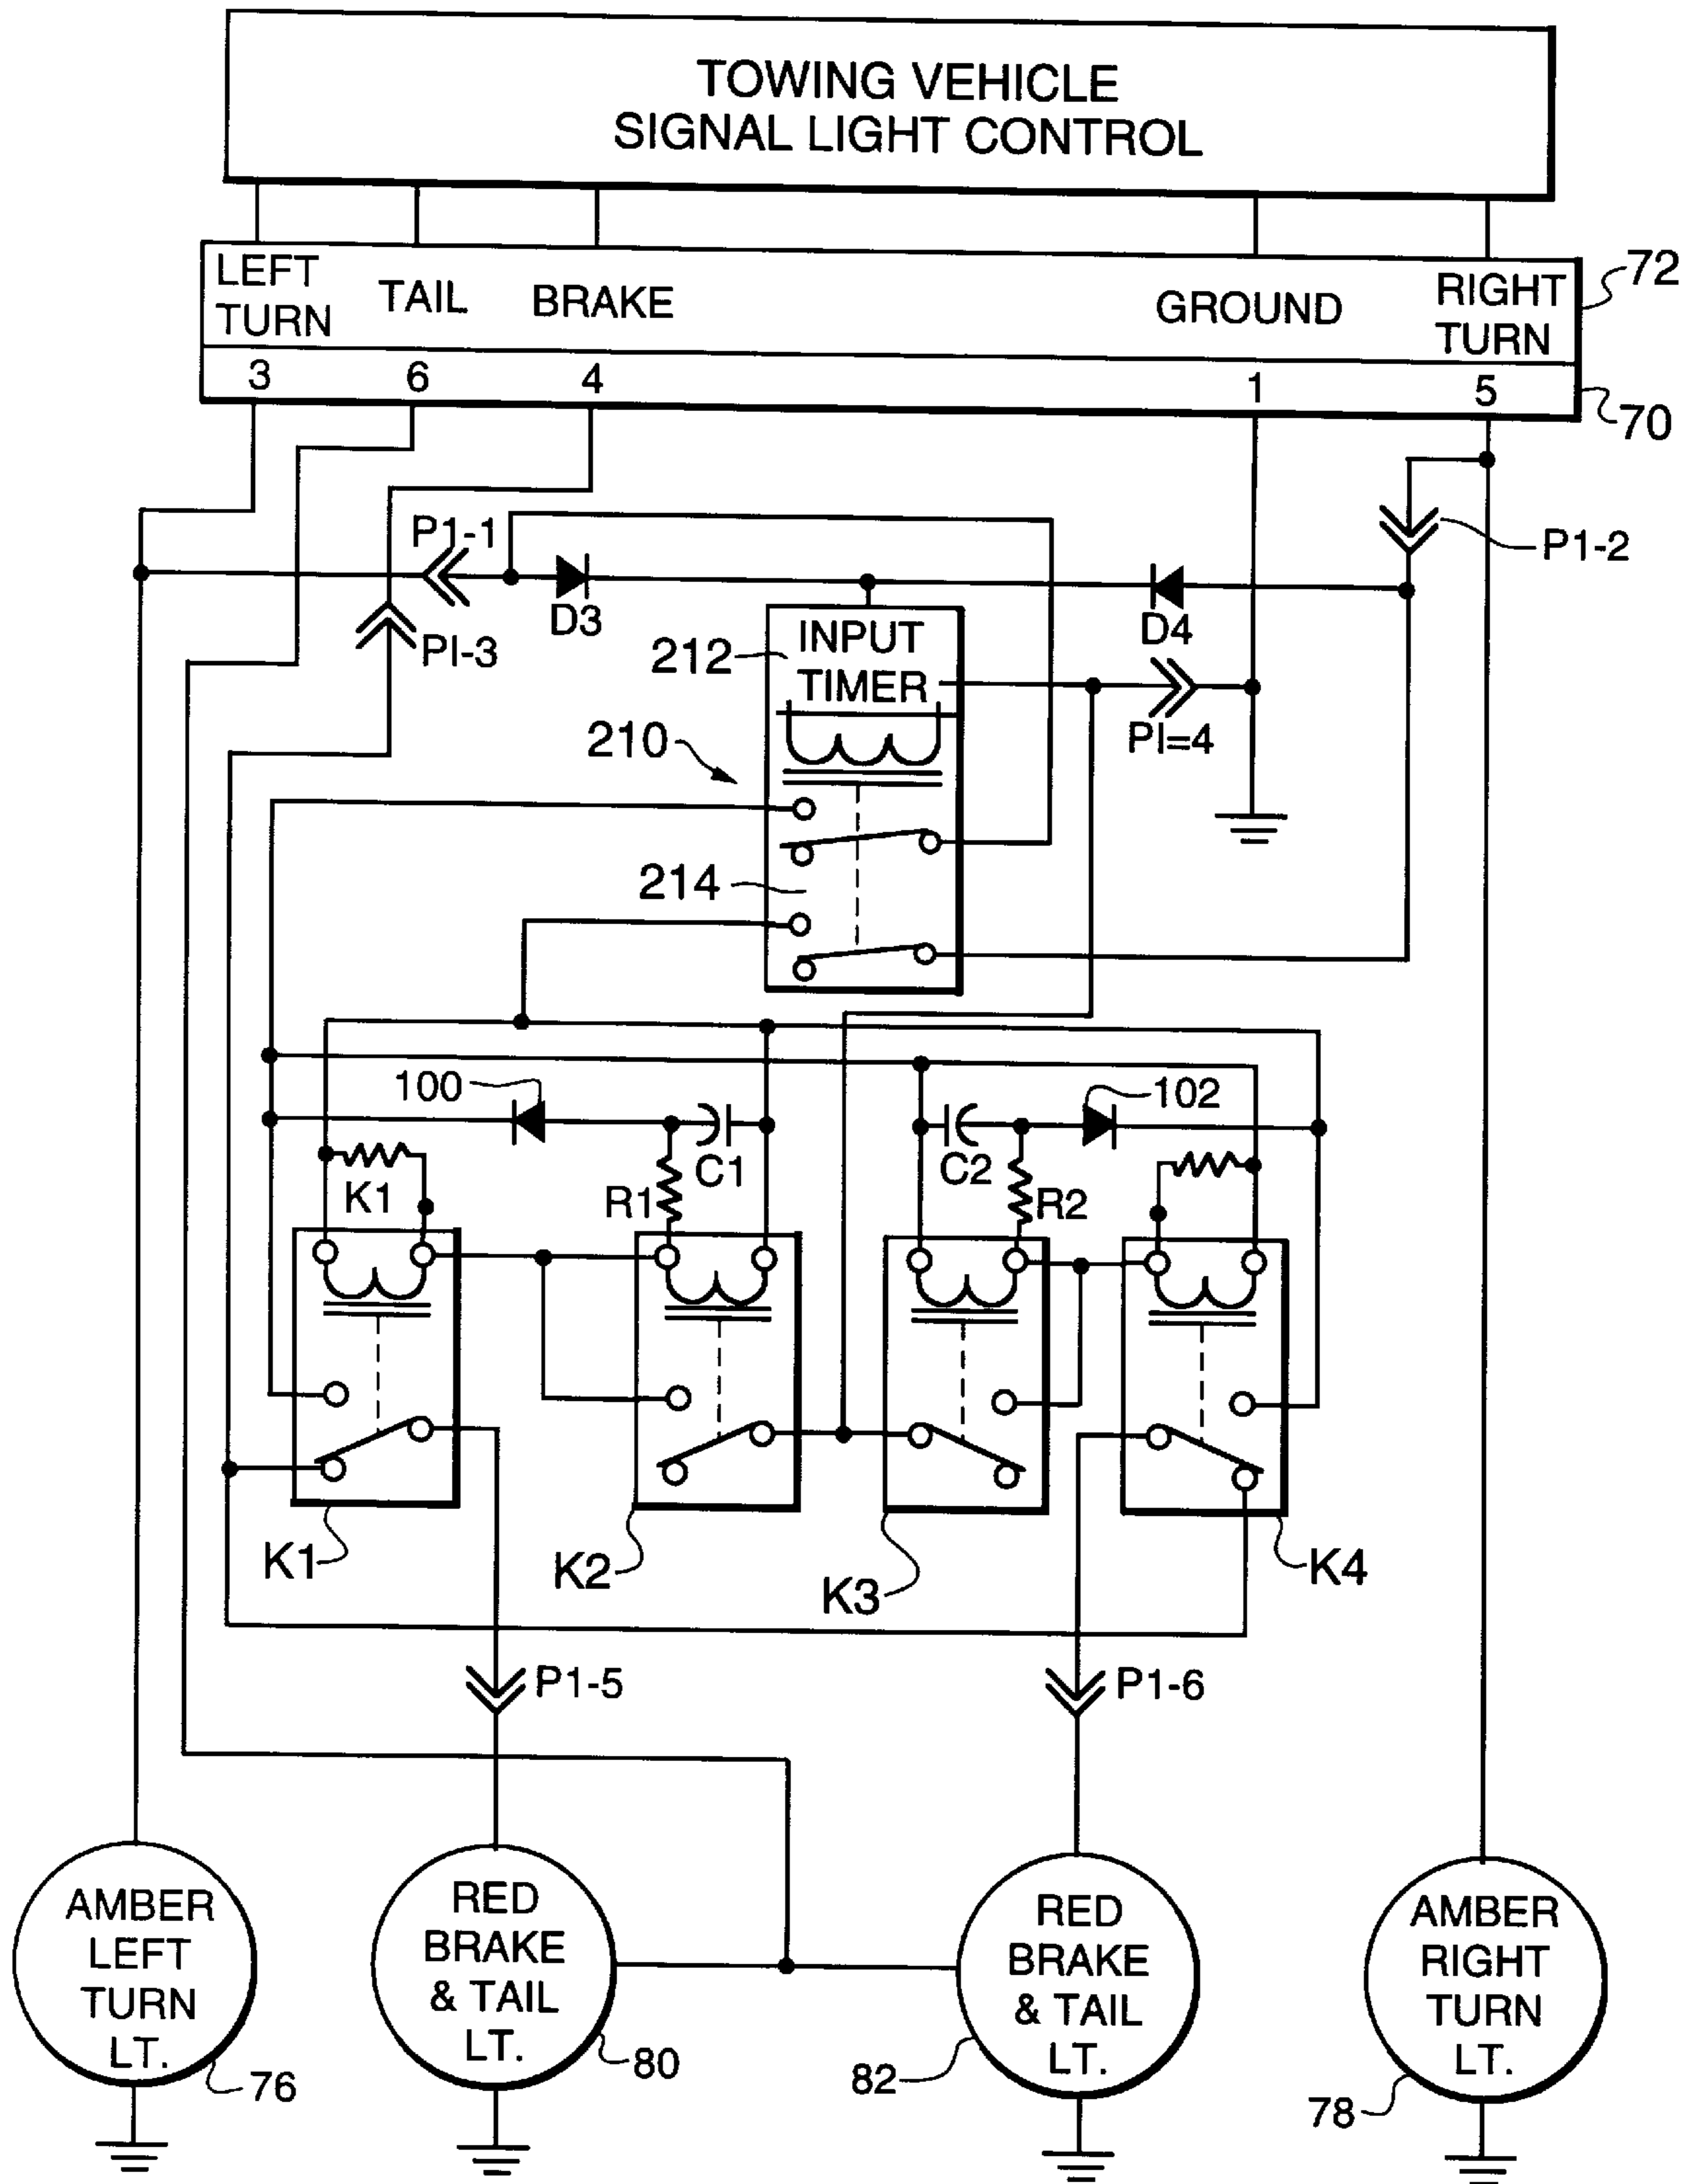 TOWING VEHICLE
SIGNAL LIGHT CONTROL
LEFT
TURN
TAIL
BRAKE
GROUND
RIGHT
TURN
72
3
6
4
1
5
70
P1-1
P1-2
D3
D4
PI-3
212
INPUT
TIMER
PI=4
210
214
100
102
K1
R1
C1
C2
R2
K1
K2
K3
K4
P1-5
P1-6
AMBER
LEFT
TURN
LT.
RED
BRAKE
& TAIL
LT.
RED
BRAKE
& TAIL
LT.
AMBER
RIGHT
TURN
LT.
76
80
82
78